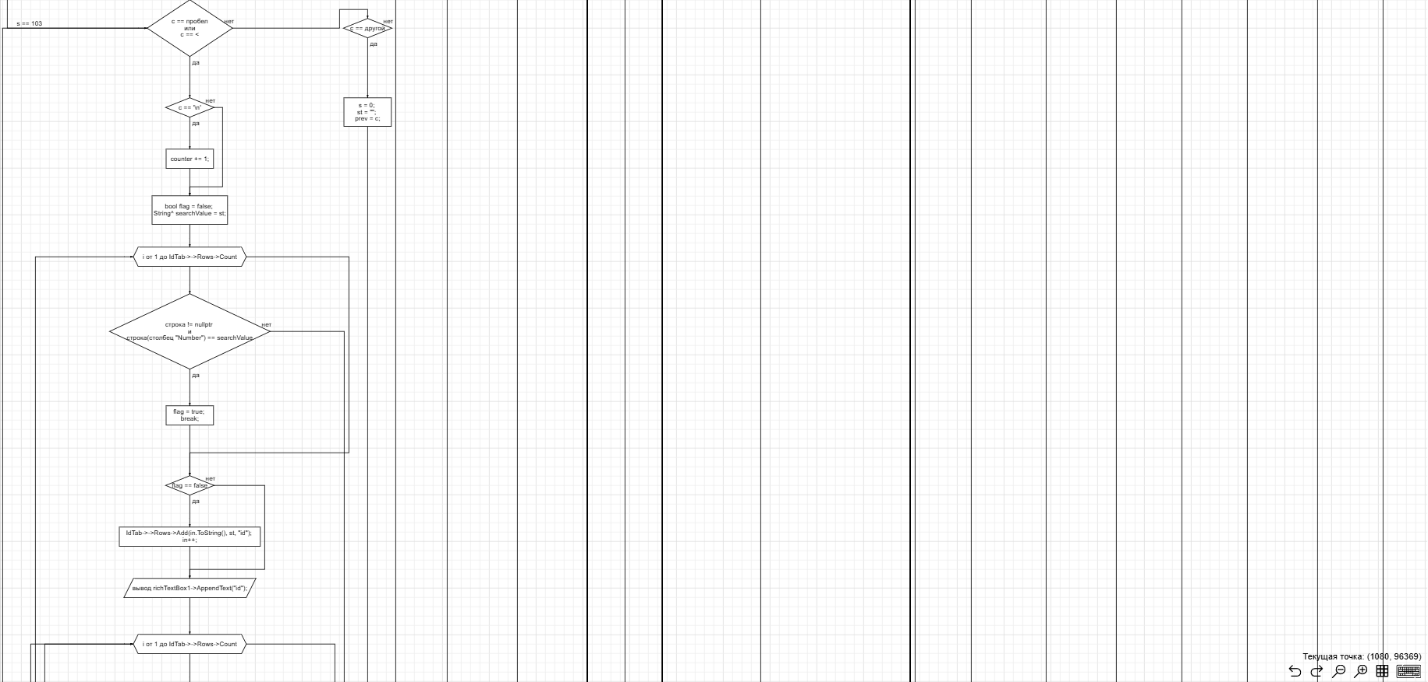 s == 103
c == пробел
или
c == <
нет
да
c == другой
нет
да
s = 0;
st = "";
prev = c;
c == '\n'
нет
да
counter += 1;
bool flag = false;
String^ searchValue = st;
i от 1 до IdTab->->Rows->Count
строка != nullptr
и
строка(столбец "Number") == searchValue
нет
да
flag = true;
break;
flag == false
нет
да
IdTab->->Rows->Add(in.ToString(), st, "id");
in++;
вывод richTextBox1->AppendText("id");
i от 1 до IdTab->->Rows->Count
Текущая точка: (1080, 96369)